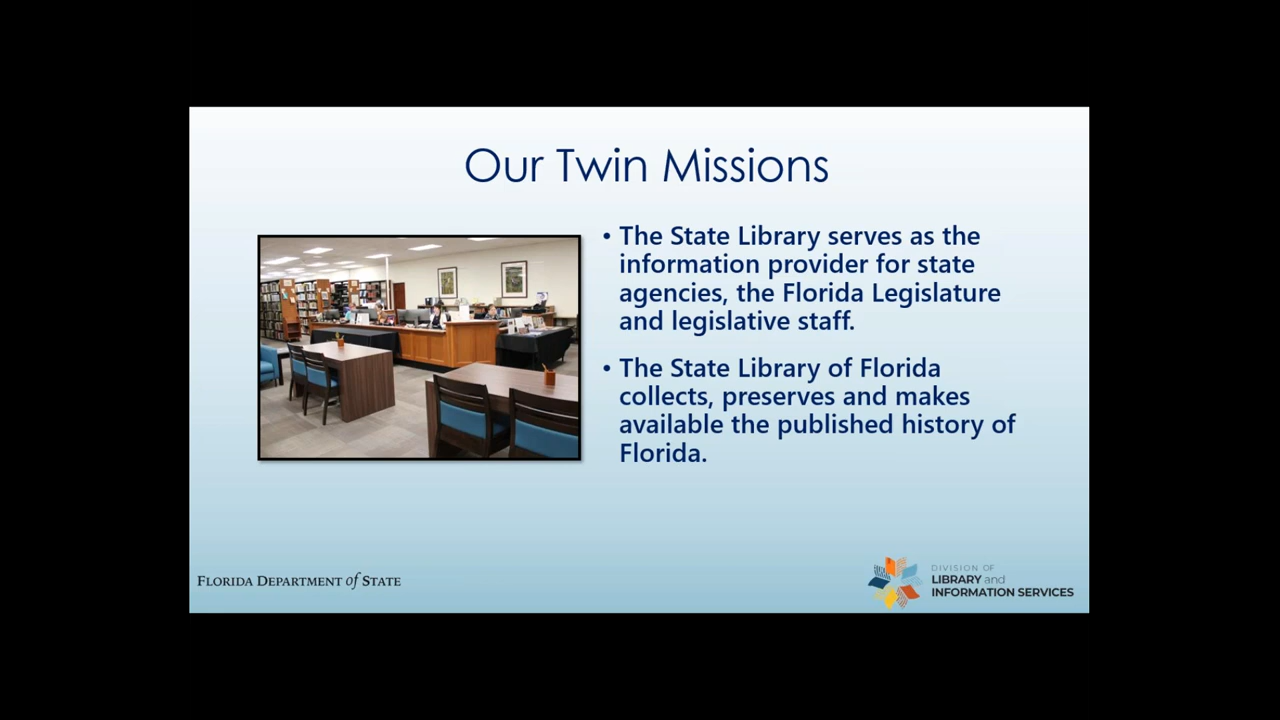 Our Twin Missions
• The State Library serves as the
information provider for state
agencies, the Florida Legislature
and legislative staff.
• The State Library of Florida
collects, preserves and makes
available the published history of
Florida.
FLORIDA DEPARTMENT of STATE
DIVISION OF
LIBRARY and
INFORMATION SERVICES